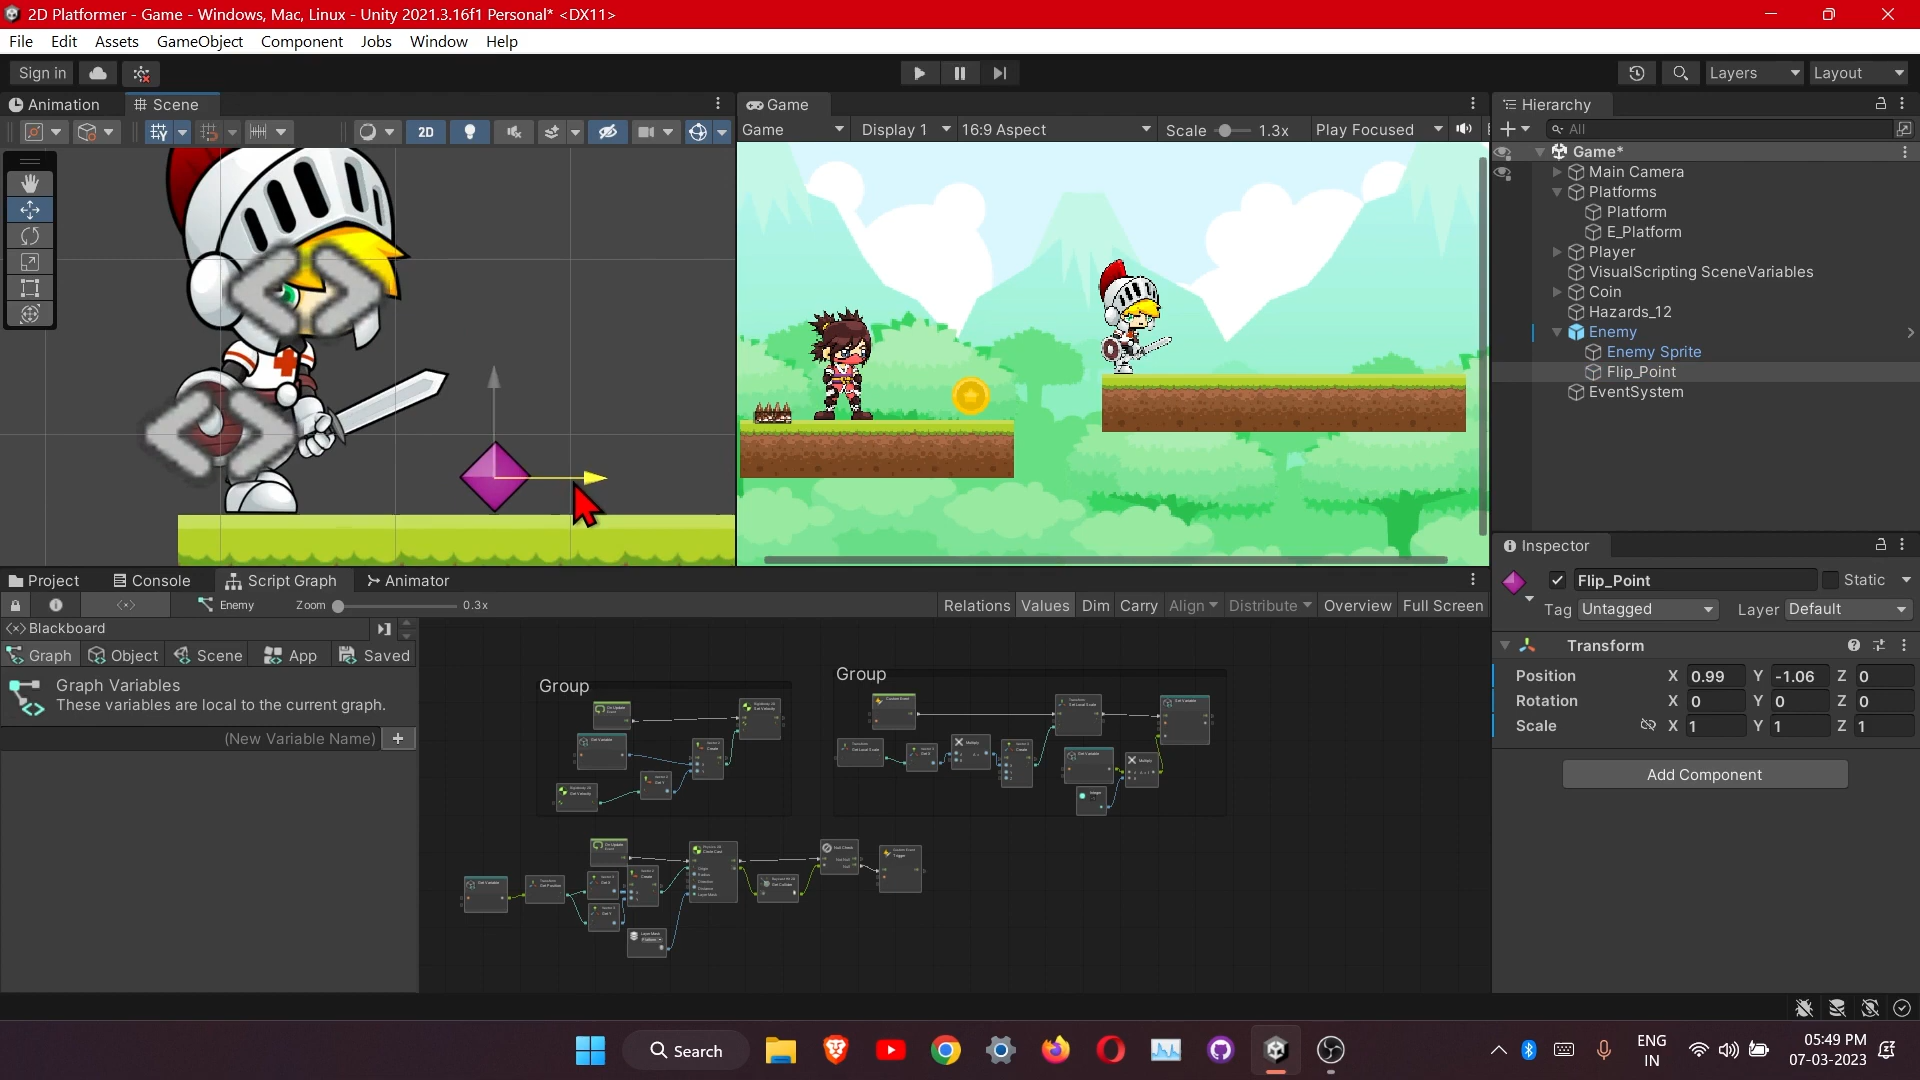 2D Platformer - Game - Windows, Mac, Linux - Unity 2021.3.16f1 Personal* <DX11>
File Edit Assets GameObject Component Jobs Window Help
Sign in Layers Layout
Animation Scene Game Hierarchy
2D Game Display 1 16:9 Aspect Scale 1.3x Play Focused All
Game*
Main Camera
Platforms
Platform
E_Platform
Player
VisualScripting SceneVariables
Coin
Hazards_12
Enemy
Enemy Sprite
Flip_Point
EventSystem
Inspector
Flip_Point Static
Tag Untagged Layer Default
Transform
Position X 0.99 Y -1.06 Z 0
Rotation X 0 Y 0 Z 0
Scale X 1 Y 1 Z 1
Add Component
Project Console Script Graph Animator
Enemy Zoom 0.3x Relations Values Dim Carry Align Distribute Overview Full Screen
Blackboard
Graph Object Scene App Saved
Graph Variables
These variables are local to the current graph.
(New Variable Name) +
Group
Group
Search
ENG
IN
05:49 PM
07-03-2023